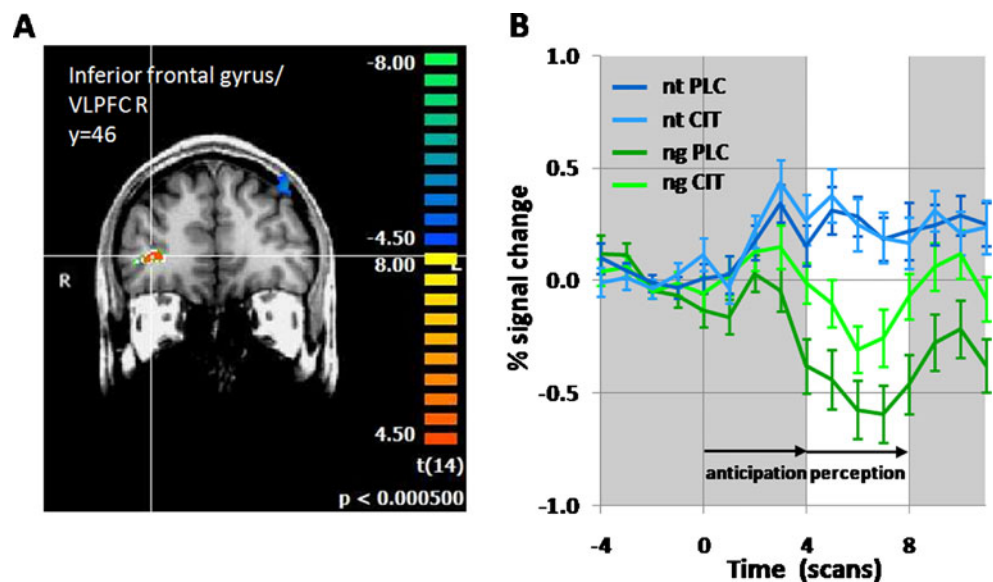 A
Inferior frontal gyrus/
VLPFC R
y=46
R
L
-8.00
-4.50
8.00
4.50
t(14)
p < 0.000500
B
% signal change
1.0
0.5
0.0
-0.5
-1.0
nt PLC
nt CIT
ng PLC
ng CIT
anticipation perception
-4 0 4 8
Time (scans)